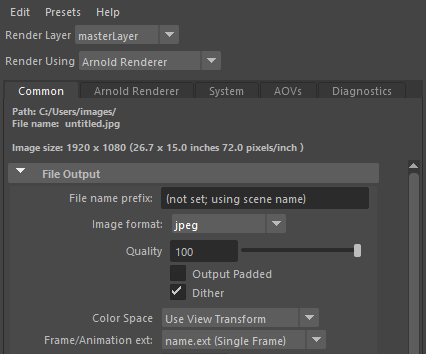 Edit Presets Help
Render Layer masterLayer
Render Using Arnold Renderer
Common Arnold Renderer System AOVs Diagnostics
Path: C:/Users/images/
File name: untitled.jpg
Image size: 1920 x 1080 (26.7 x 15.0 inches 72.0 pixels/inch )
File Output
File name prefix: (not set; using scene name)
Image format: jpeg
Quality 100
Output Padded
Dither
Color Space Use View Transform
Frame/Animation ext: name.ext (Single Frame)